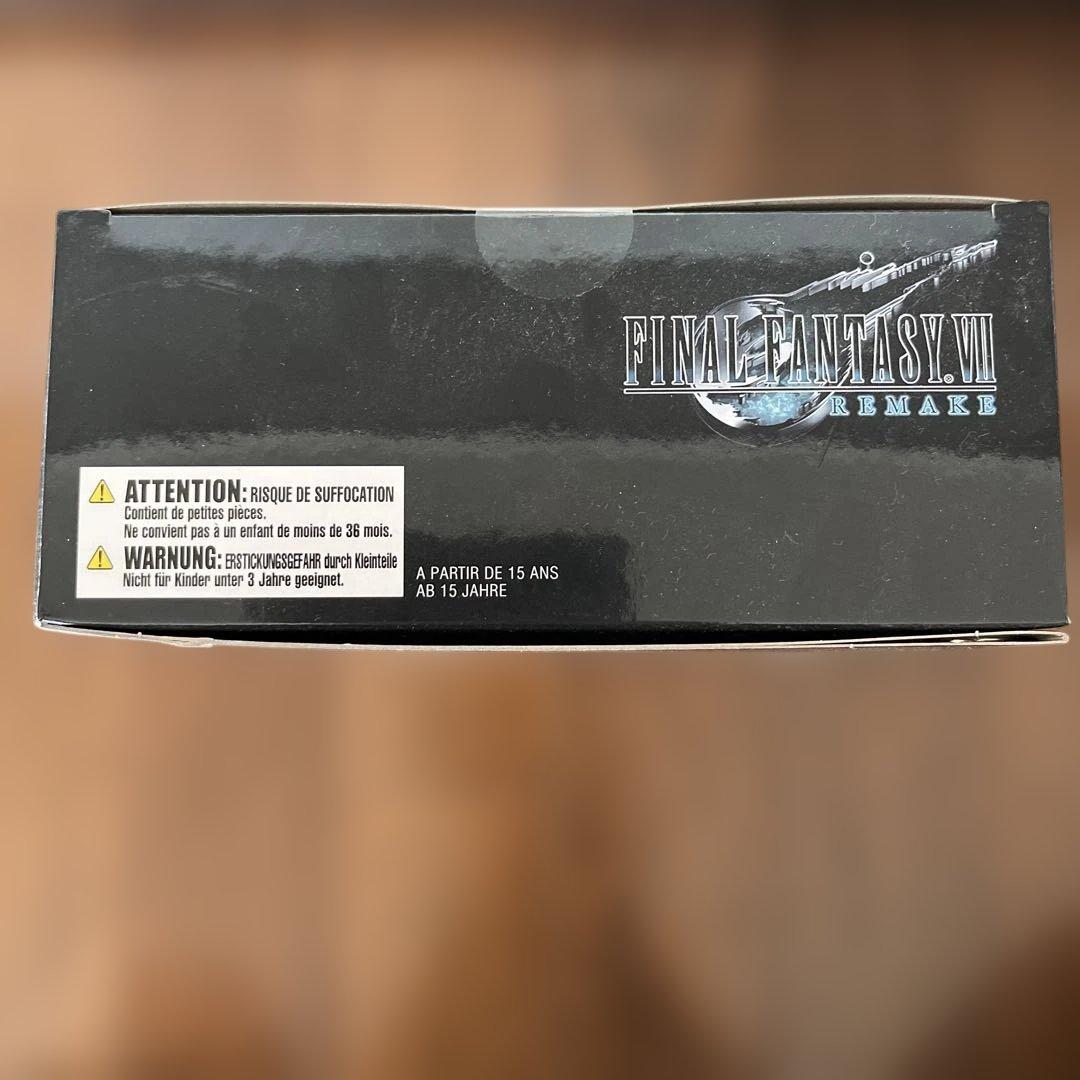 FINAL FANTASY® VII
REMAKE
ATTENTION: RISQUE DE SUFFOCATION
Contient de petites pièces.
Ne convient pas à un enfant de moins de 36 mois.
WARNUNG: ERSTICKUNGSGEFAHR durch Kleinteile
Nicht für Kinder unter 3 Jahre geeignet.
A PARTIR DE 15 ANS
AB 15 JAHRE